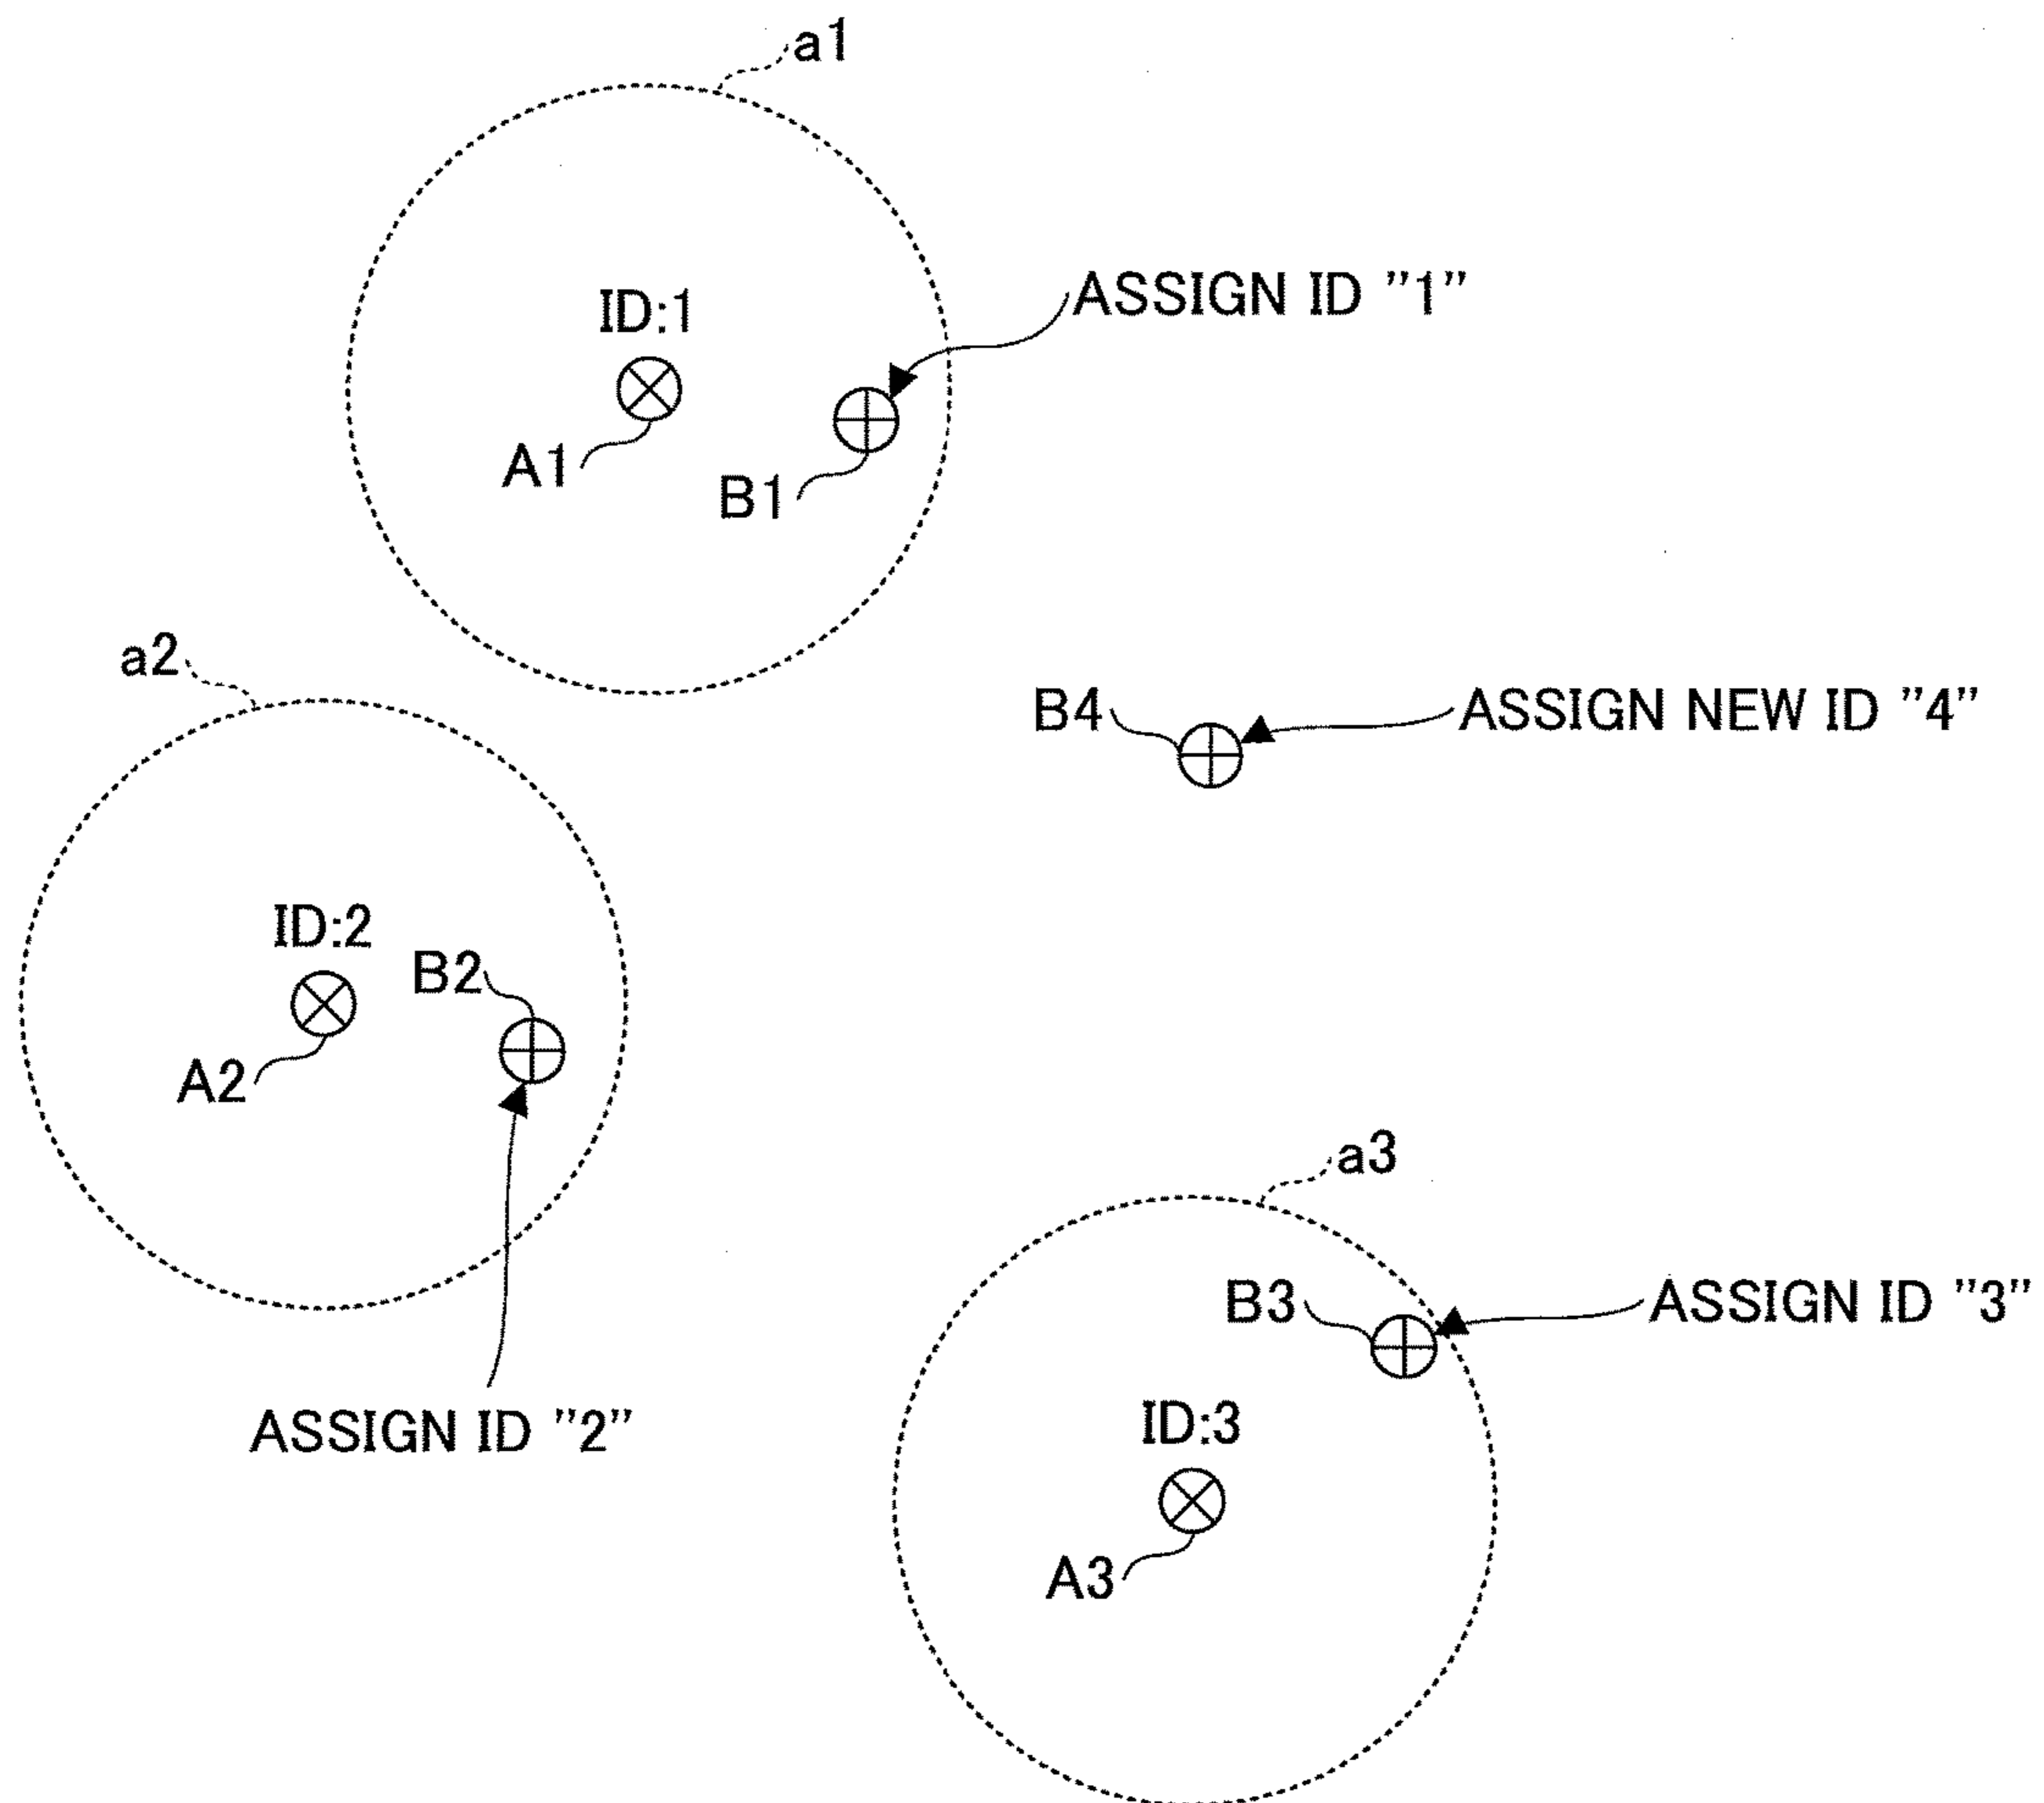 a1
ASSIGN ID "1"
ID:1
A1
B1
a2
B4
ASSIGN NEW ID "4"
ID:2
B2
A2
a3
B3
ASSIGN ID "3"
ASSIGN ID "2"
ID:3
A3